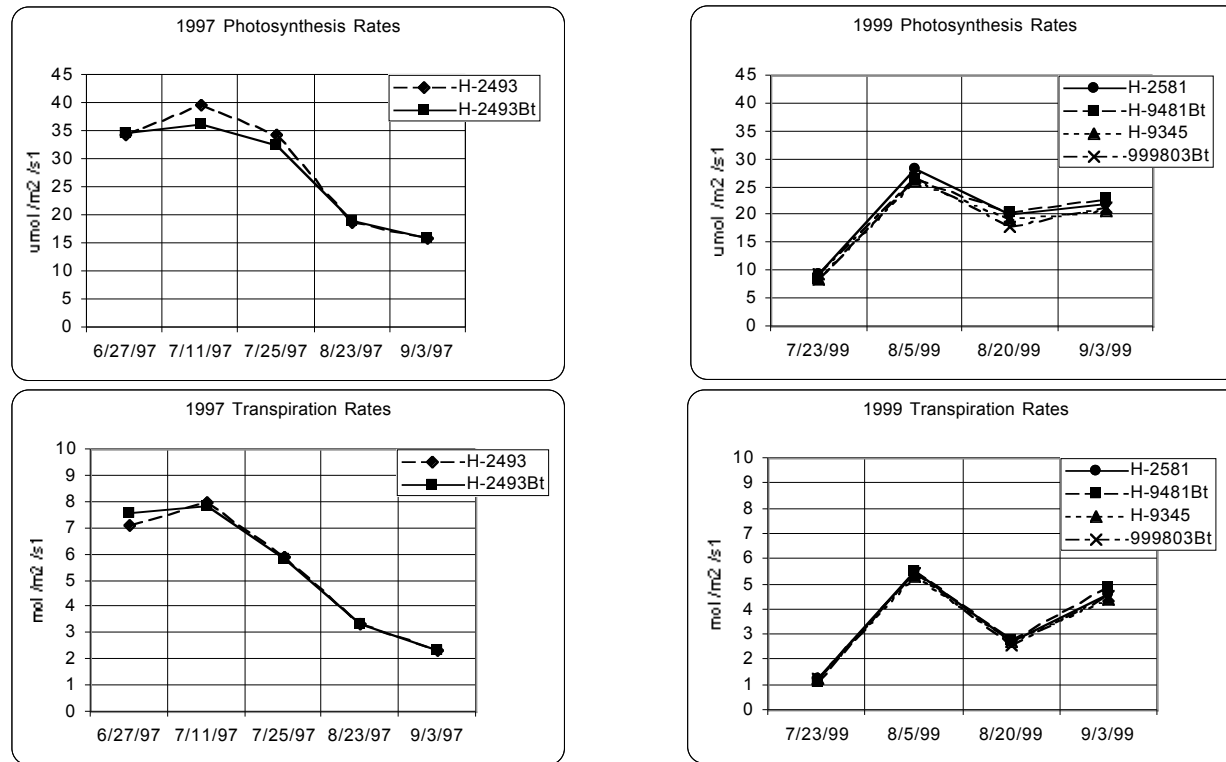 1997 Photosynthesis Rates
45
40
35
30
25
20
15
10
5
0
umol /m2 /s1
H-2493
H-2493Bt
6/27/97 7/11/97 7/25/97 8/23/97 9/3/97
1999 Photosynthesis Rates
45
40
35
30
25
20
15
10
5
0
umol /m2 /s1
H-2581
H-9481Bt
H-9345
999803Bt
7/23/99 8/5/99 8/20/99 9/3/99
1997 Transpiration Rates
10
9
8
7
6
5
4
3
2
1
0
mol /m2 /s1
H-2493
H-2493Bt
6/27/97 7/11/97 7/25/97 8/23/97 9/3/97
1999 Transpiration Rates
10
9
8
7
6
5
4
3
2
1
0
mol /m2 /s1
H-2581
H-9481Bt
H-9345
999803Bt
7/23/99 8/5/99 8/20/99 9/3/99